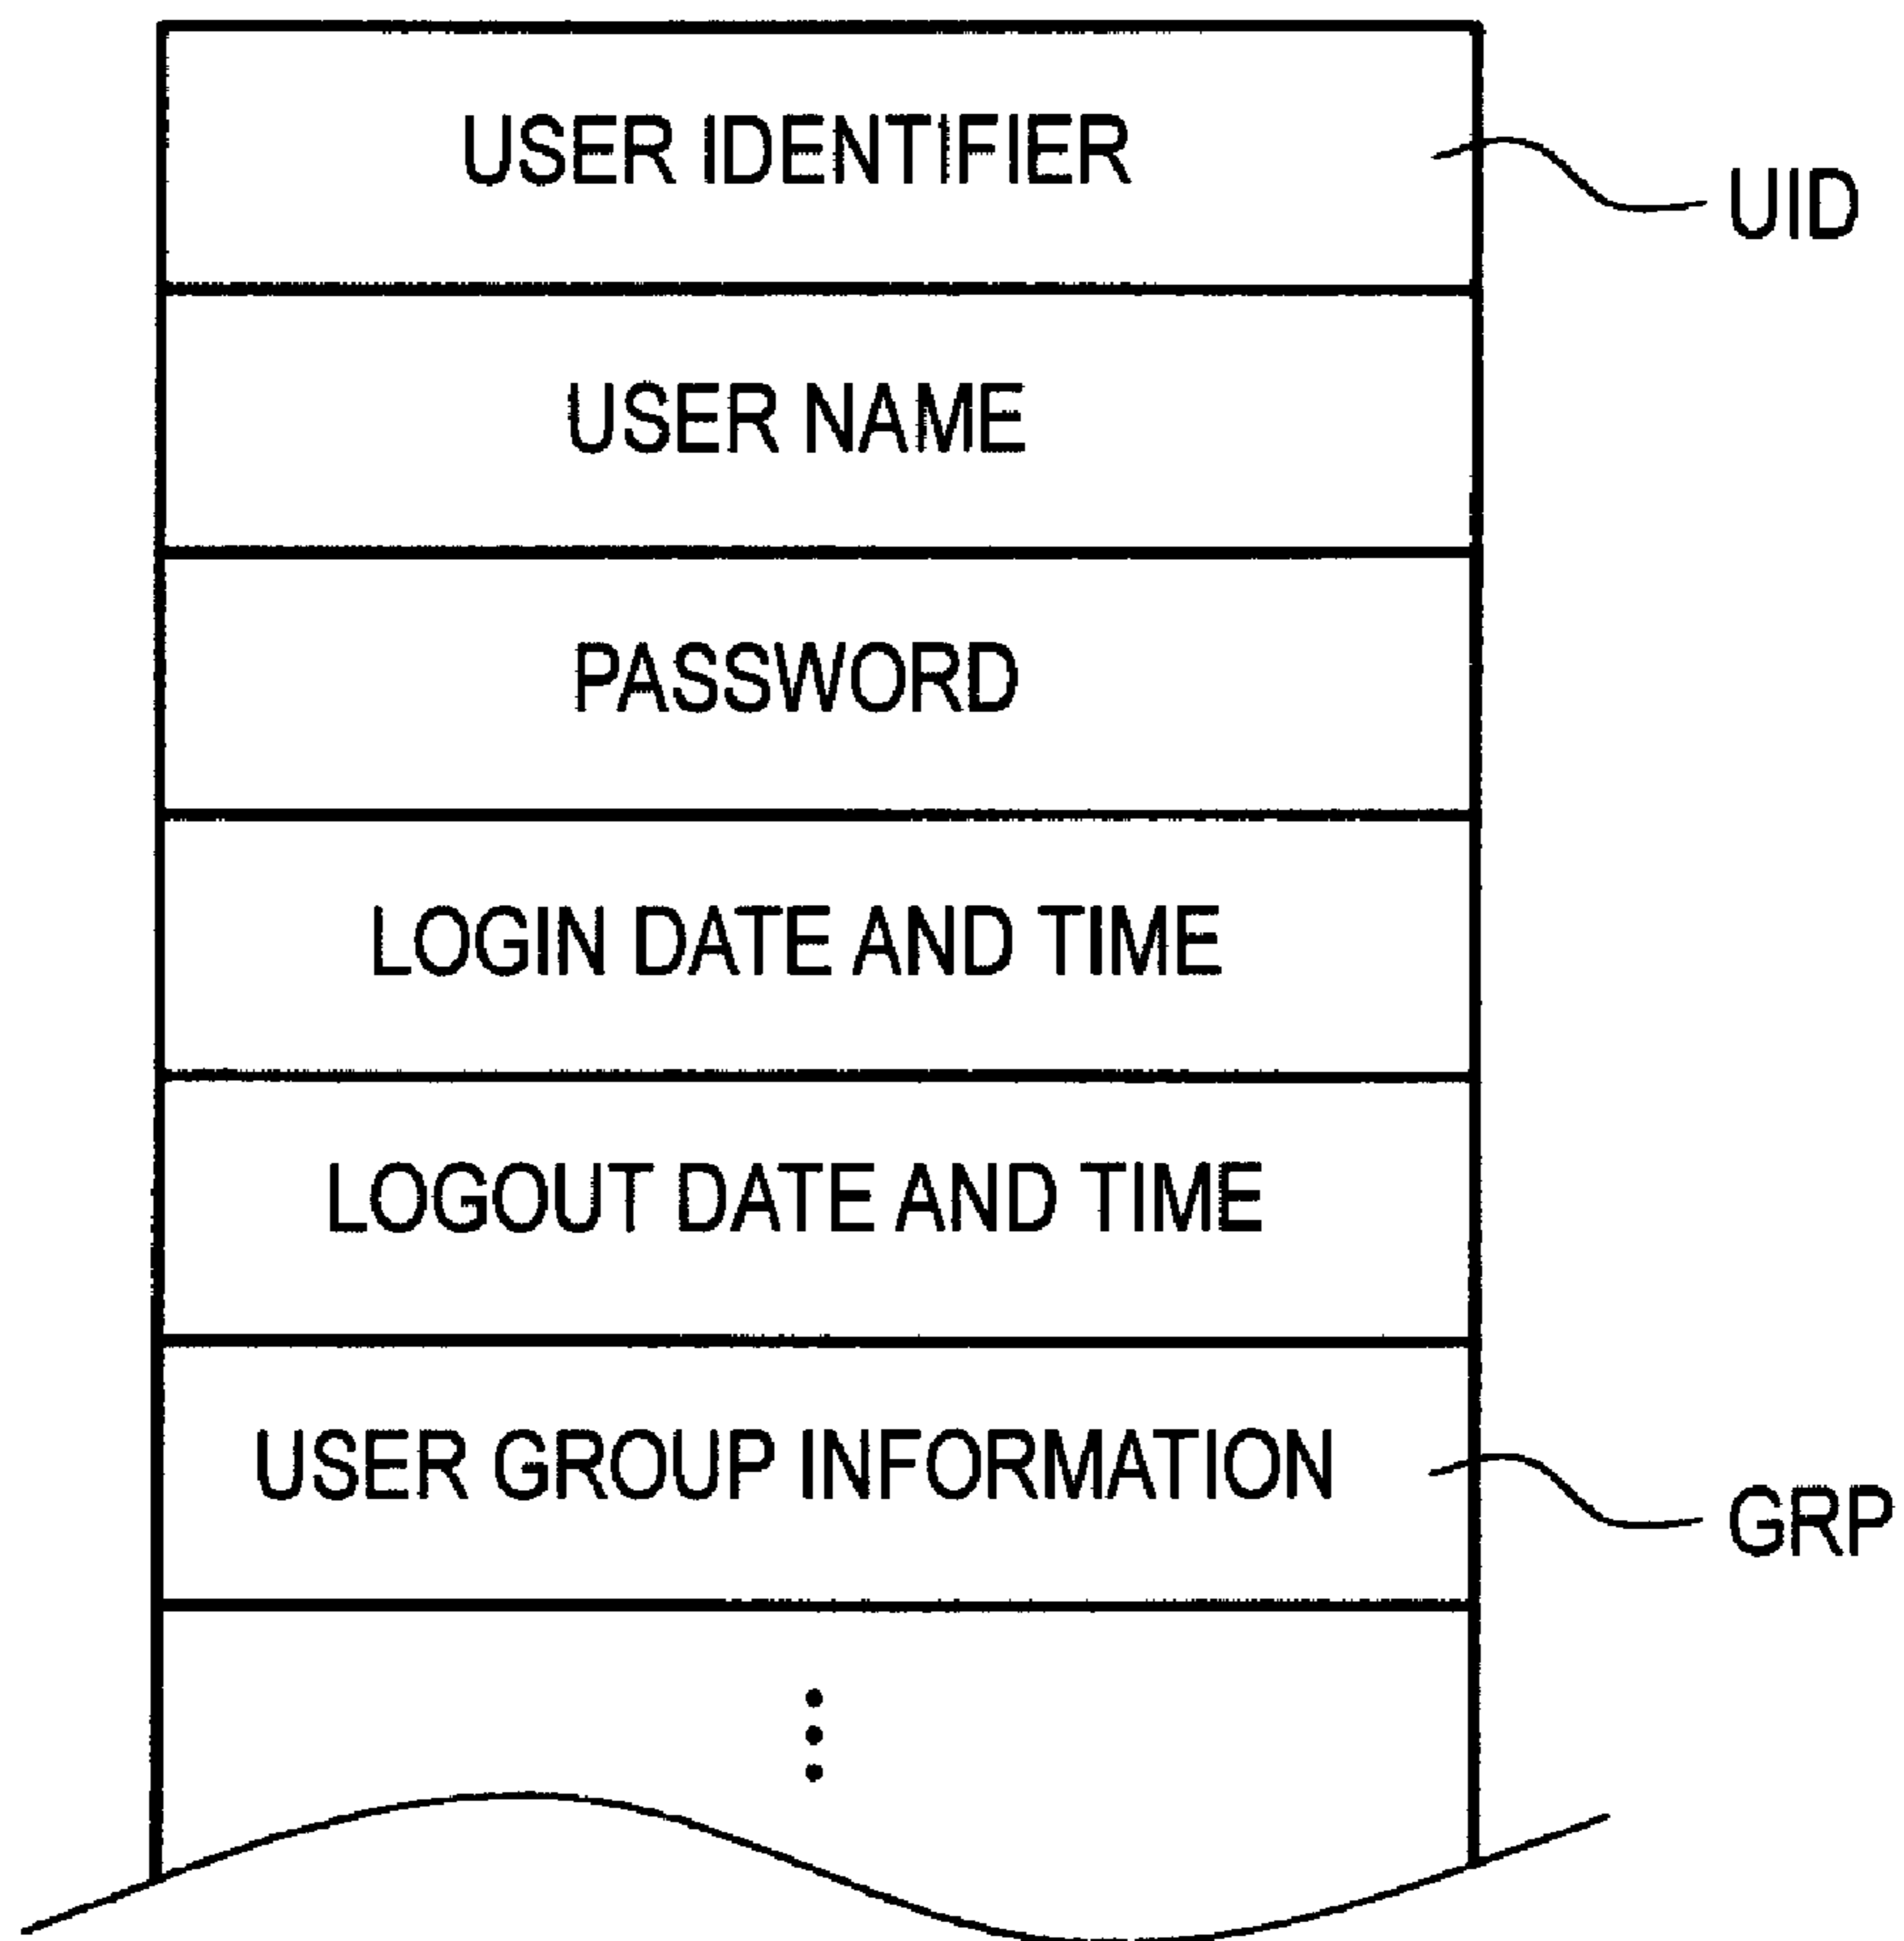 USER IDENTIFIER
UID
USER NAME
PASSWORD
LOGIN DATE AND TIME
LOGOUT DATE AND TIME
USER GROUP INFORMATION
GRP